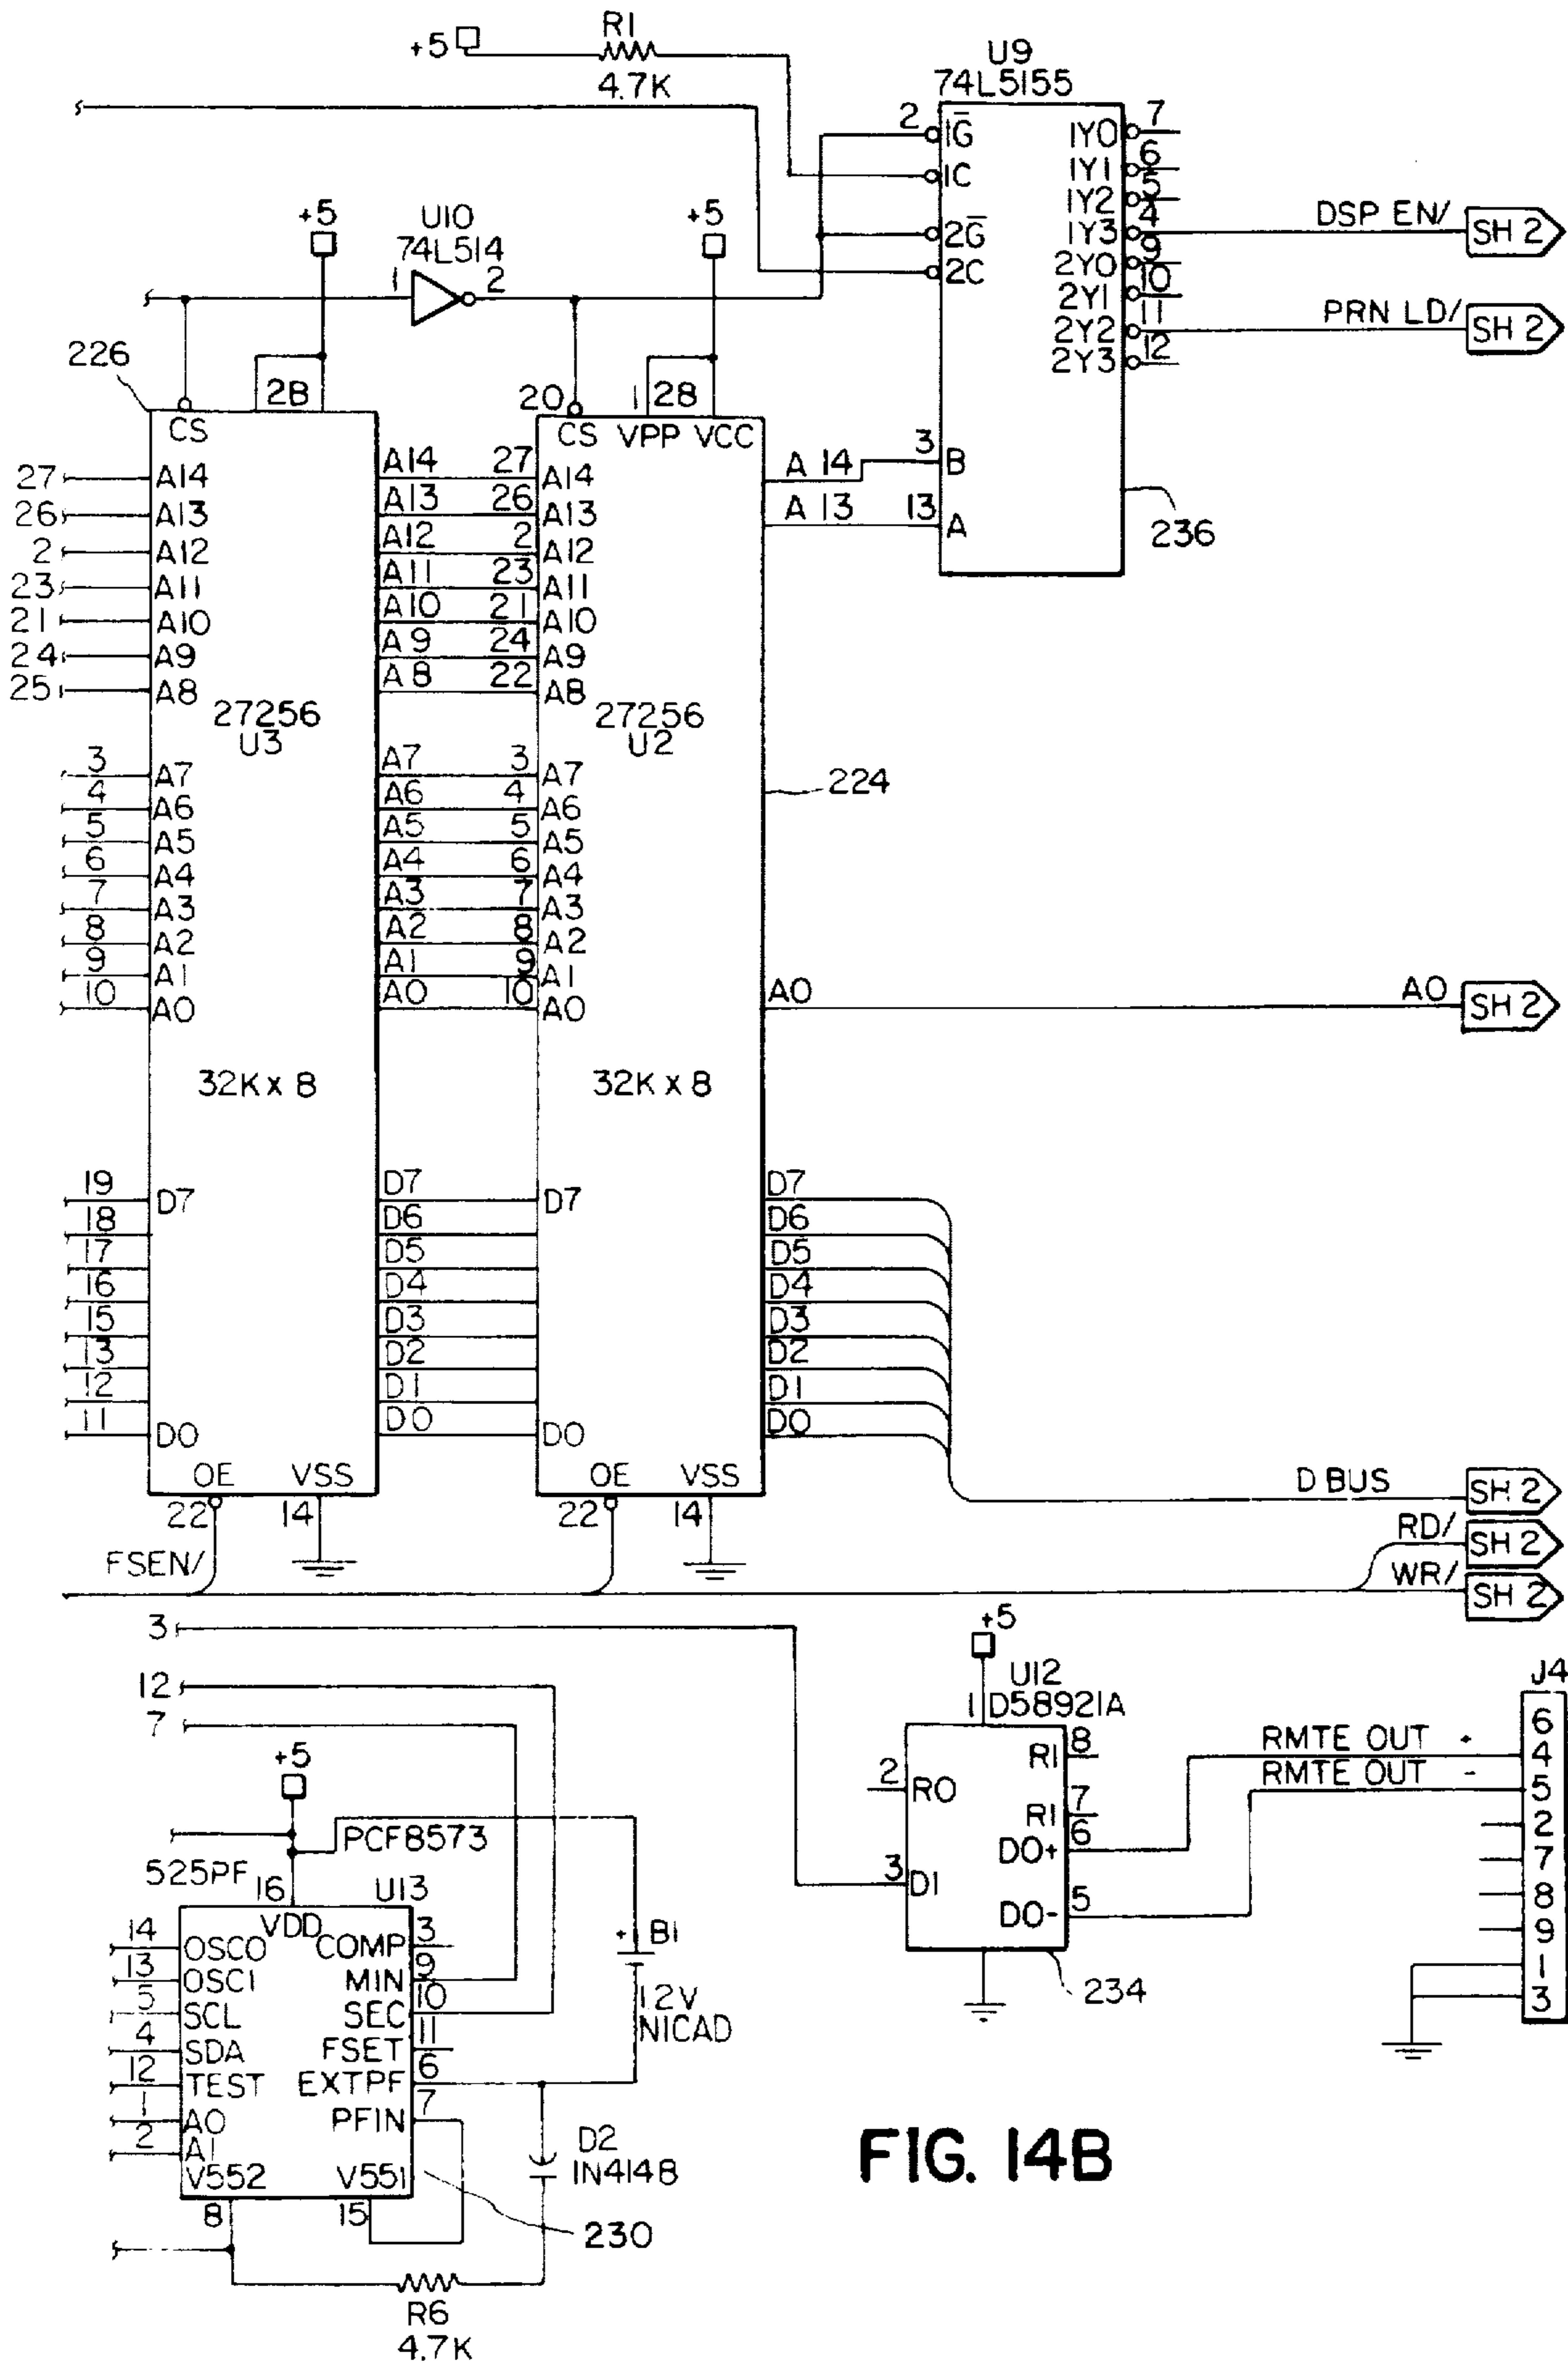 R1
+5
4.7K
U9
74L5155
2 1G̅ 1Y0 7
1C 1Y1 6
1Y2 5
2G̅ 1Y3 4 DSP EN/ SH 2
2C 2Y0 9
2Y1 10
2Y2 11 PRN LD/ SH 2
2Y3 12
+5
U10
74L514
1 2
+5
226
2B
20
1 28
CS
CS VPP VCC
27 A14 A14 27 A14 A 14 3 B
26 A13 A13 26 A13 A 13 13 A
236
2 A12 A12 2 A12
23 A11 A11 23 A11
21 A10 A10 21 A10
24 A9 A9 24 A9
25 A8 A8 22 A8
27256
U3
27256
U2
3 A7 A7 3 A7
224
4 A6 A6 4 A6
5 A5 A5 5 A5
6 A4 A4 6 A4
7 A3 A3 7 A3
8 A2 A2 8 A2
9 A1 A1 9 A1
10 A0 A0 10 A0 A0 A0 SH 2
32K x 8
32K x 8
19 D7 D7 D7 D7
18 D6 D6
17 D5 D5
16 D4 D4
15 D3 D3
13 D2 D2
12 D1 D1
11 D0 D0 D0 D0
OE VSS
OE VSS
D BUS SH 2
22 14
22 14
RD/ SH 2
FSEN/
WR/ SH 2
3
+5
U12
1 D58921A
12
7
J4
6
RI 8
RMTE OUT + 4
2 RO
RMTE OUT - 5
RI 7
2
DO+ 6
7
3 DI
8
DO- 5
9
1
3
234
+5
PCF8573
525PF
16 U13
VDD
14 OSCO COMP 3
13 OSC1 MIN 9
5 SCL SEC 10
4 SDA FSET 11
12 TEST EXTPF 6
1 A0 PFIN 7
2 A1
V552 V551
8 15
+ B1
1.2V
NICAD
D2
1N414B
230
R6
4.7K
FIG. 14B